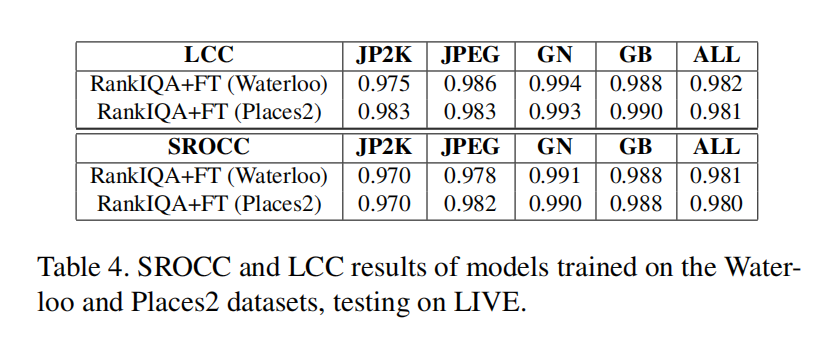 LCC JP2K JPEG GN GB ALL
RankIQA+FT (Waterloo) 0.975 0.986 0.994 0.988 0.982
RankIQA+FT (Places2) 0.983 0.983 0.993 0.990 0.981
SROCC JP2K JPEG GN GB ALL
RankIQA+FT (Waterloo) 0.970 0.978 0.991 0.988 0.981
RankIQA+FT (Places2) 0.970 0.982 0.990 0.988 0.980
Table 4. SROCC and LCC results of models trained on the Water-
loo and Places2 datasets, testing on LIVE.